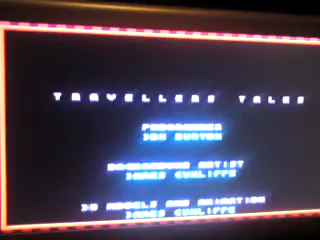 TRAVELLERS TALES
PROGRAMMER
JON BURTON
BACKGROUND ARTIST
JAMES CUNLIFFE
3D MODELS AND ANIMATION
JAMES CUNLIFFE